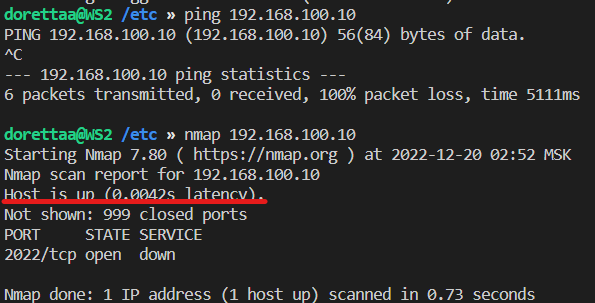 dorettaa@WS2 /etc » ping 192.168.100.10
PING 192.168.100.10 (192.168.100.10) 56(84) bytes of data.
^C
--- 192.168.100.10 ping statistics ---
6 packets transmitted, 0 received, 100% packet loss, time 5111ms
dorettaa@WS2 /etc » nmap 192.168.100.10
Starting Nmap 7.80 ( https://nmap.org ) at 2022-12-20 02:52 MSK
Nmap scan report for 192.168.100.10
Host is up (0.0042s latency).
Not shown: 999 closed ports
PORT     STATE SERVICE
2022/tcp open  down
Nmap done: 1 IP address (1 host up) scanned in 0.73 seconds